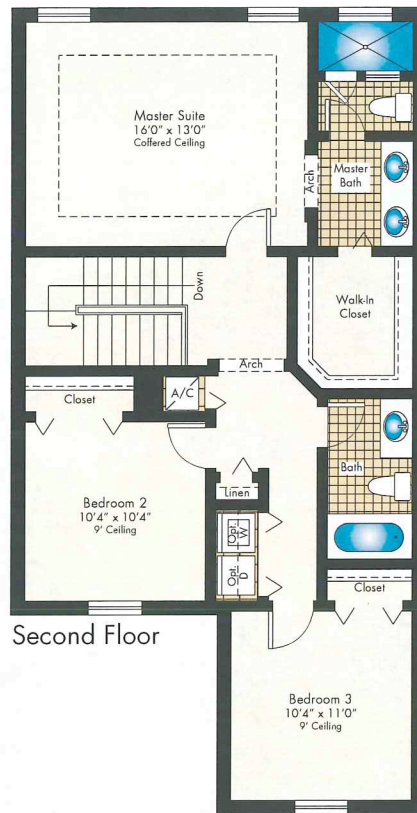 Master Suite
16'0" x 13'0"
Coffered Ceiling
Arch
Master
Bath
Down
Walk-In
Closet
Arch
A/C
Closet
Bath
Bedroom 2
10'4" x 10'4"
9' Ceiling
Linen
Opt.
W
Opt.
D
Closet
Second Floor
Bedroom 3
10'4" x 11'0"
9' Ceiling